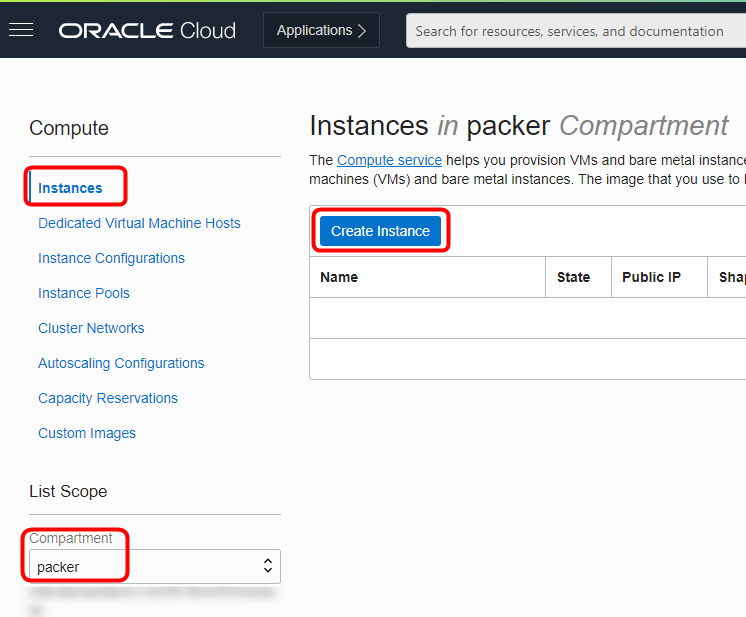 ORACLE Cloud
Applications
Search for resources, services, and documentation
Compute
Instances
Dedicated Virtual Machine Hosts
Instance Configurations
Instance Pools
Cluster Networks
Autoscaling Configurations
Capacity Reservations
Custom Images
List Scope
Compartment
packer
Instances in packer Compartment
The Compute service helps you provision VMs and bare metal instance
machines (VMs) and bare metal instances. The image that you use to
Create Instance
Name State Public IP Shap